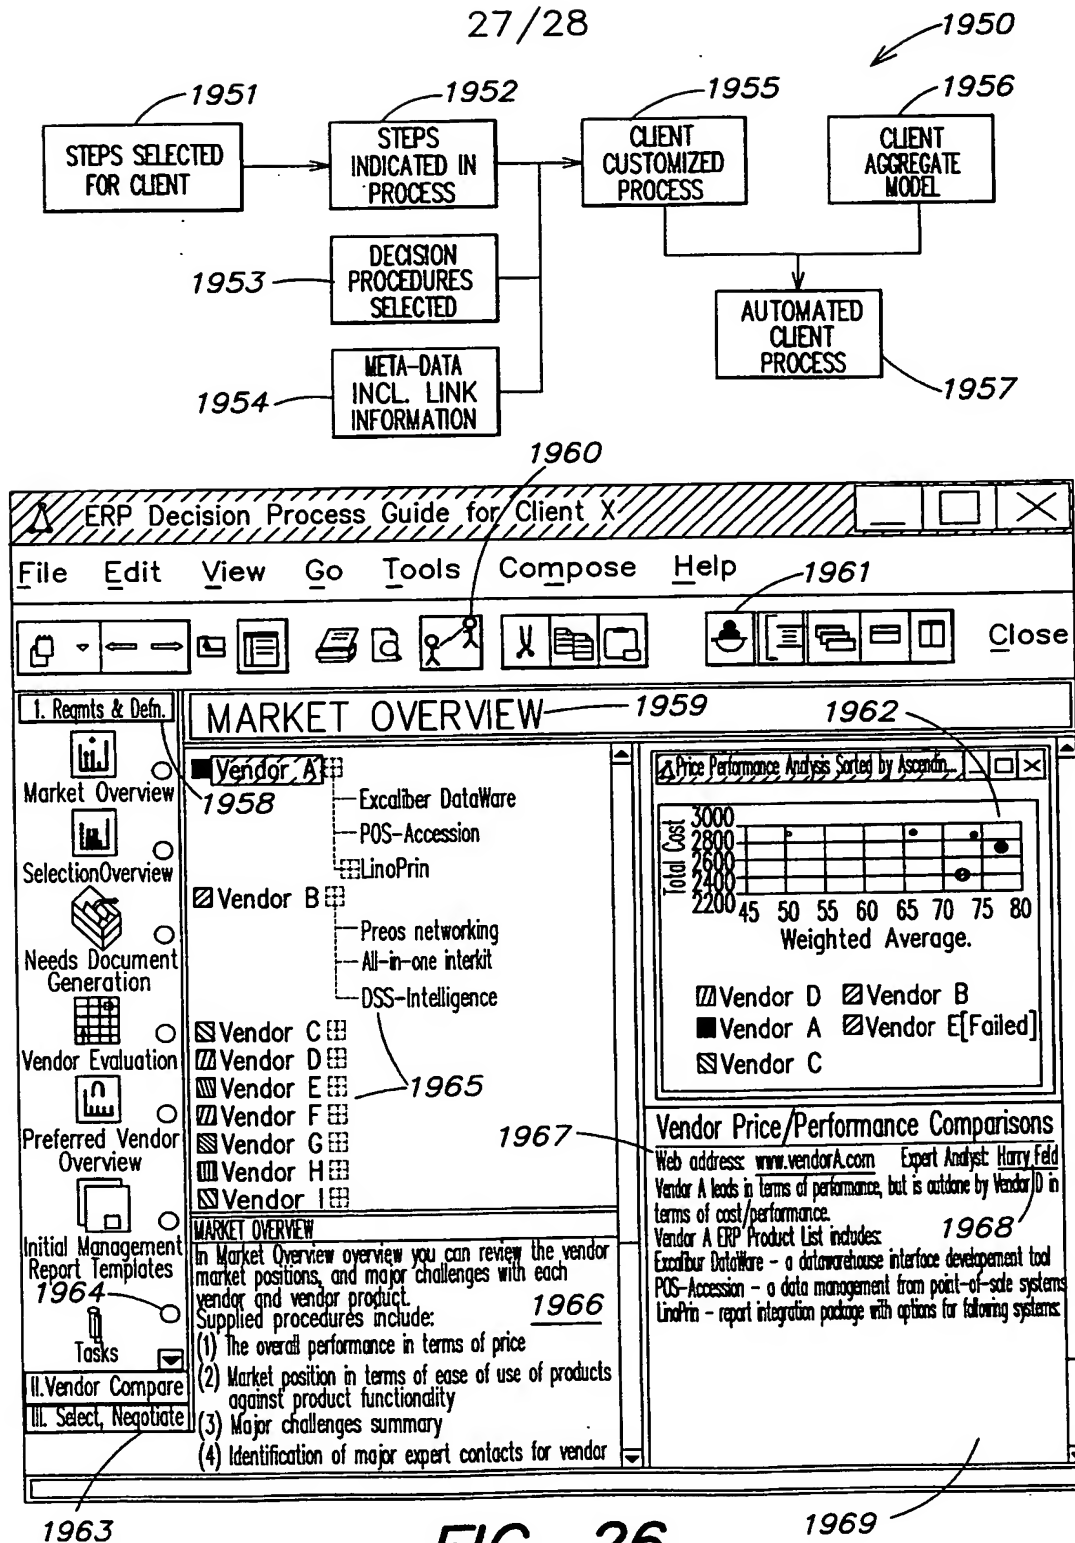 27/28
1950
1951
1952
1955
1956
STEPS SELECTED
FOR CLIENT
STEPS
INDICATED IN
PROCESS
CLIENT
CUSTOMIZED
PROCESS
CLIENT
AGGREGATE
MODEL
1953
DECISION
PROCEDURES
SELECTED
AUTOMATED
CLIENT
PROCESS
1954
META-DATA
INCL. LINK
INFORMATION
1957
1960
ERP Decision Process Guide for Client X
File Edit View Go Tools Compose Help
1961
Close
1. Reqmts & Defn.
MARKET OVERVIEW
1959
1962
1958
Market Overview
SelectionOverview
Needs Document
Generation
Vendor Evaluation
Preferred Vendor
Overview
Initial Management
Report Templates
1964
Tasks
II.Vendor Compare
III. Select, Negotiate
1963
Vendor A
Excaliber DataWare
POS-Accession
LinoPrin
Vendor B
Preos networking
All-in-one interkit
DSS-Intelligence
Vendor C
Vendor D
Vendor E
Vendor F
Vendor G
Vendor H
Vendor I
1965
MARKET OVERVIEW
In Market Overview overview you can review the vendor
market positions, and major challenges with each
vendor and vendor product.
Supplied procedures include:
1966
(1) The overall performance in terms of price
(2) Market position in terms of ease of use of products
against product functionality
(3) Major challenges summary
(4) Identification of major expert contacts for vendor
Price Performance Analysis Sorted by Ascendin...
Total Cost
3000
2800
2600
2400
2200
45 50 55 60 65 70 75 80
Weighted Average.
Vendor D Vendor B
Vendor A Vendor E[Failed]
Vendor C
1967
Vendor Price/Performance Comparisons
Web address: www.vendorA.com Expert Analyst: Harry Feld
Vendor A leads in terms of performance, but is outdone by Vendor D in
terms of cost/performance.
Vendor A ERP Product List includes:
1968
Excalibur DataWare - a datawarehouse interface developement tool
POS-Accession - a data management from point-of-sale systems
LinoPrin - report integration package with options for following systems:
1969
FIG. 26